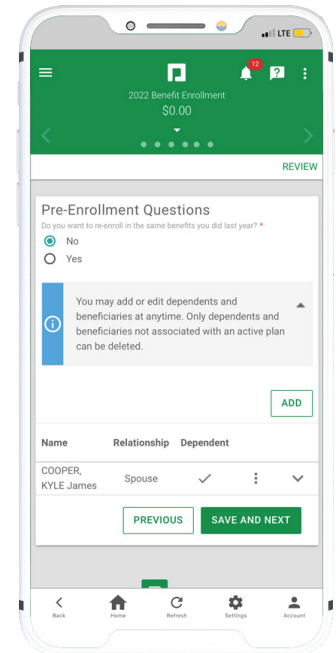 LTE
12
2022 Benefit Enrollment
$0.00
REVIEW
Pre-Enrollment Questions
Do you want to re-enroll in the same benefits you did last year? *
No
Yes
You may add or edit dependents and
beneficiaries at anytime. Only dependents and
beneficiaries not associated with an active plan
can be deleted.
ADD
Name Relationship Dependent
COOPER,
KYLE James Spouse
PREVIOUS SAVE AND NEXT
Back Home Refresh Settings Account